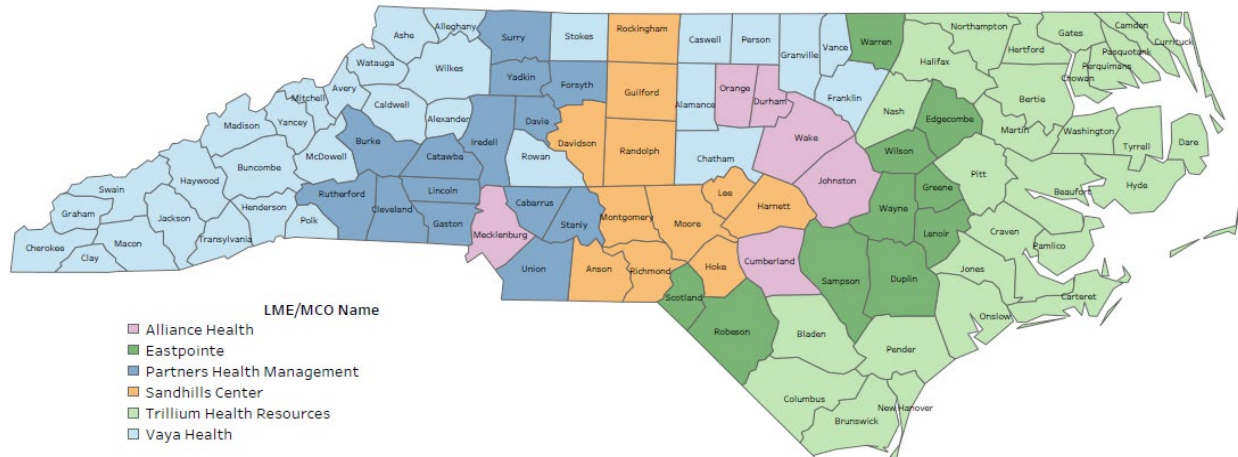 Ashe
Alleghany
Surry
Stokes
Rockingham
Caswell
Person
Granville
Vance
Warren
Northampton
Gates
Camden
Currituck
Pasquotank
Perquimans
Chowan
Hertford
Halifax
Watauga
Wilkes
Yadkin
Forsyth
Guilford
Alamance
Orange
Durham
Franklin
Nash
Bertie
Avery
Mitchell
Caldwell
Alexander
Iredell
Davie
Davidson
Randolph
Chatham
Wake
Edgecombe
Martin
Washington
Tyrrell
Dare
Madison
Yancey
McDowell
Burke
Catawba
Rowan
Wilson
Pitt
Beaufort
Hyde
Swain
Haywood
Buncombe
Rutherford
Lincoln
Lee
Johnston
Greene
Graham
Jackson
Henderson
Polk
Cleveland
Gaston
Cabarrus
Stanly
Montgomery
Moore
Harnett
Wayne
Lenoir
Craven
Pamlico
Cherokee
Clay
Macon
Transylvania
Mecklenburg
Union
Anson
Richmond
Hoke
Cumberland
Sampson
Duplin
Jones
Carteret
Onslow
Scotland
Robeson
Bladen
Pender
Columbus
Brunswick
New Hanover
LME/MCO Name
Alliance Health
Eastpointe
Partners Health Management
Sandhills Center
Trillium Health Resources
Vaya Health